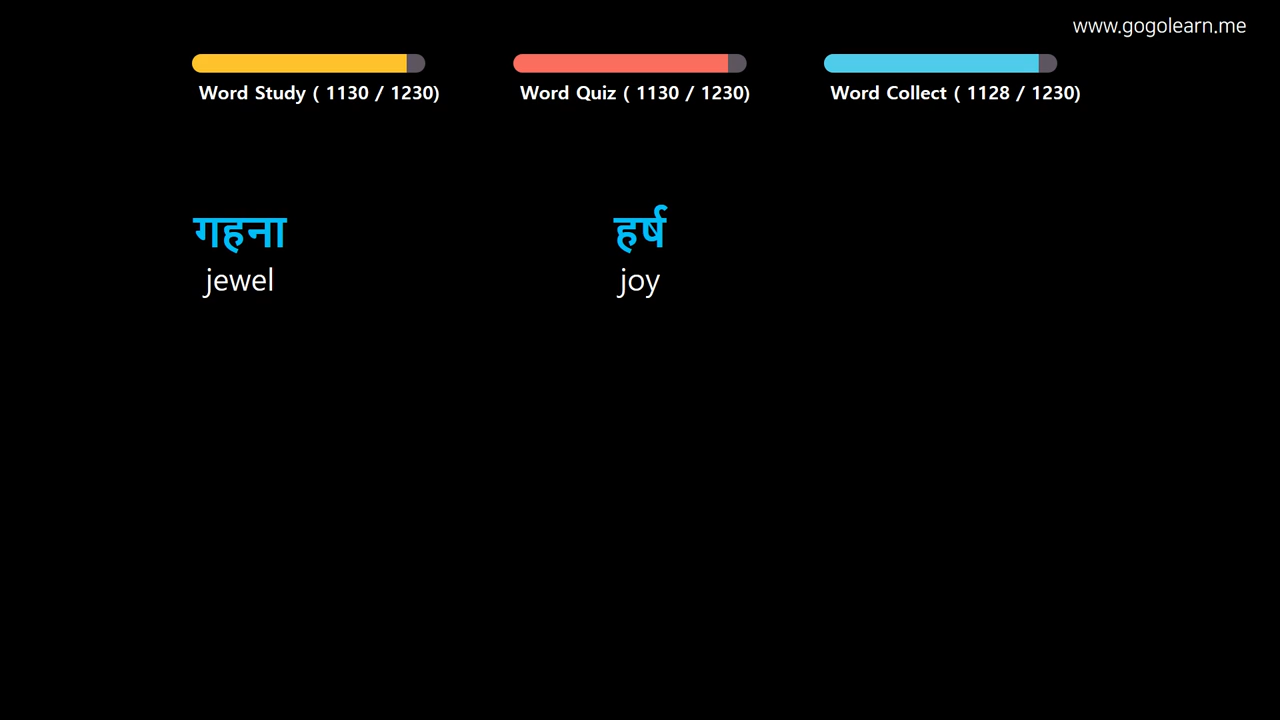 www.gogolearn.me
Word Study ( 1130 / 1230)
Word Quiz ( 1130 / 1230)
Word Collect ( 1128 / 1230)
गहना
jewel
हर्ष
joy